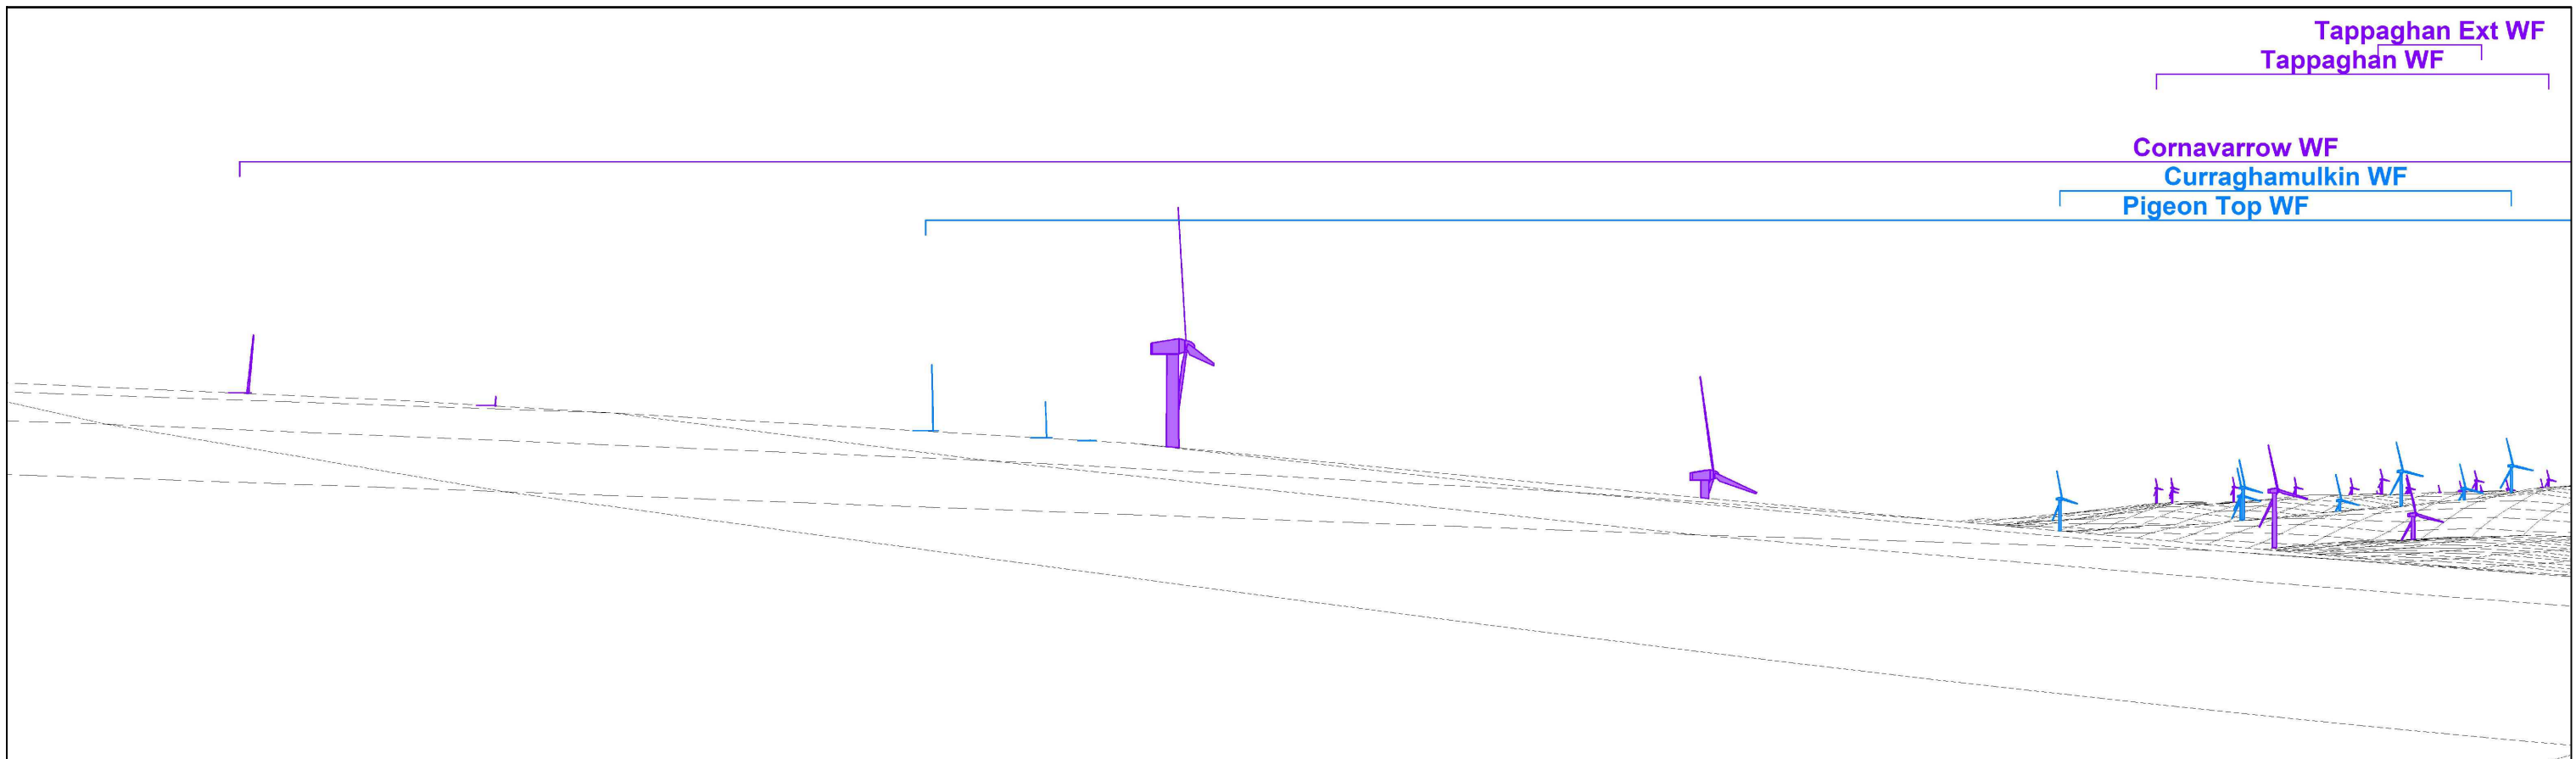 Tappaghan Ext WF
Tappaghan WF
Cornavarrow WF
Curraghamulkin WF
Pigeon Top WF